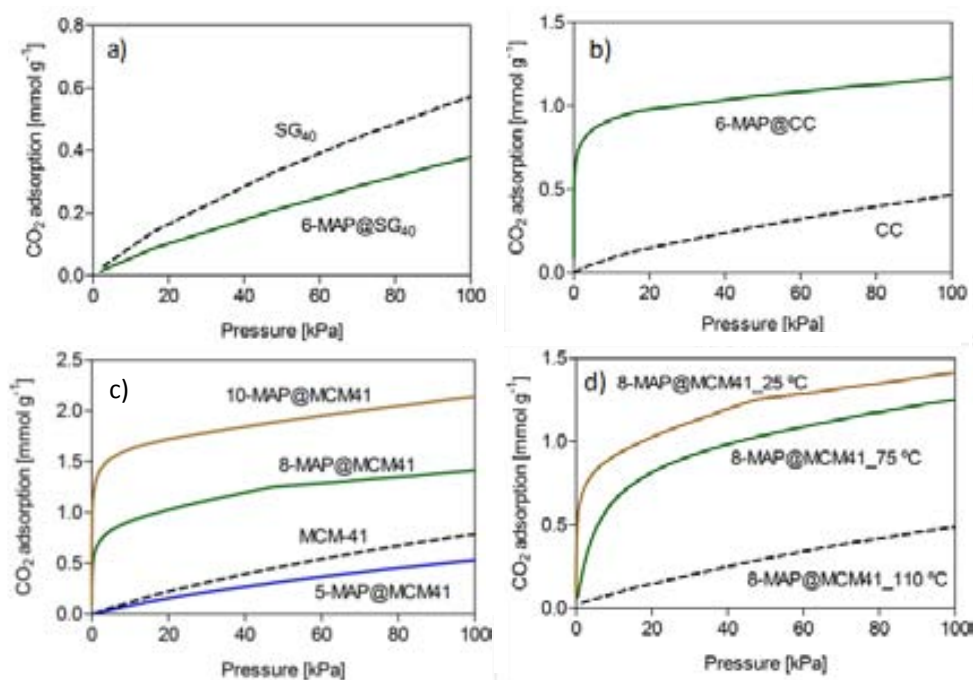 a)
CO₂ adsorption [mmol g⁻¹]
0.8
0.6
0.4
0.2
0.0
SG₄₀
6-MAP@SG₄₀
0 20 40 60 80 100
Pressure [kPa]
b)
CO₂ adsorption [mmol g⁻¹]
1.5
1.0
0.5
0.0
6-MAP@CC
CC
0 20 40 60 80 100
Pressure [kPa]
c)
CO₂ adsorption [mmol g⁻¹]
2.5
2.0
1.5
1.0
0.5
0.0
10-MAP@MCM41
8-MAP@MCM41
MCM-41
5-MAP@MCM41
0 20 40 60 80 100
Pressure [kPa]
d)
CO₂ adsorption [mmol g⁻¹]
1.5
1.0
0.5
0.0
8-MAP@MCM41_25 ºC
8-MAP@MCM41_75 ºC
8-MAP@MCM41_110 ºC
0 20 40 60 80 100
Pressure [kPa]